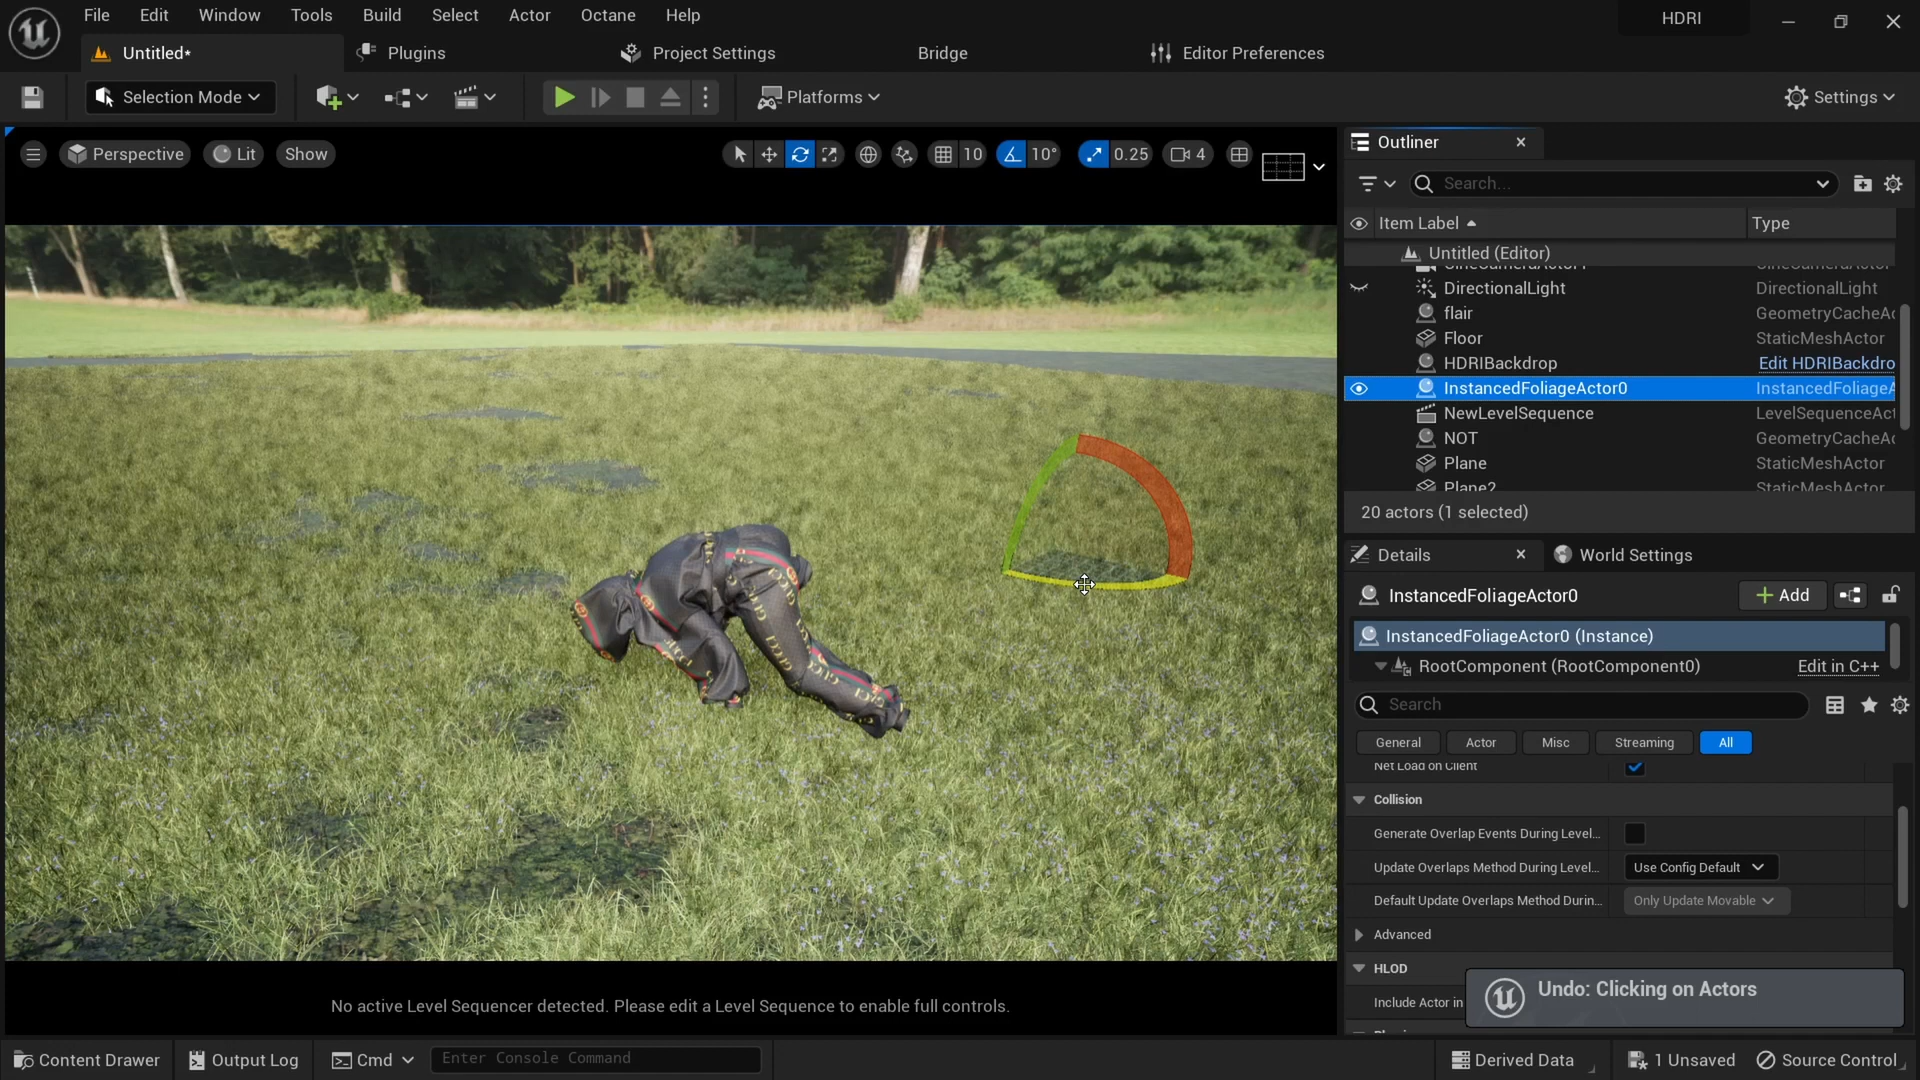 File Edit Window Tools Build Select Actor Octane Help
HDRI
Untitled*
Plugins
Project Settings
Bridge
Editor Preferences
Selection Mode
Platforms
Settings
Perspective
Lit
Show
10
10°
0.25
4
Outliner
Search...
Item Label
Type
Untitled (Editor)
DirectionalLight DirectionalLight
flair GeometryCacheAc
Floor StaticMeshActor
HDRIBackdrop Edit HDRIBackdro
InstancedFoliageActor0 InstancedFoliageA
NewLevelSequence LevelSequenceAct
NOT GeometryCacheAc
Plane StaticMeshActor
Plane2 StaticMeshActor
20 actors (1 selected)
Details
World Settings
InstancedFoliageActor0
Add
InstancedFoliageActor0 (Instance)
RootComponent (RootComponent0) Edit in C++
Search
General Actor Misc Streaming All
Net Load on Client
Collision
Generate Overlap Events During Level...
Update Overlaps Method During Level... Use Config Default
Default Update Overlaps Method Durin... Only Update Movable
Advanced
HLOD
Include Actor in
Undo: Clicking on Actors
No active Level Sequencer detected. Please edit a Level Sequence to enable full controls.
Content Drawer
Output Log
Cmd
Enter Console Command
Derived Data
1 Unsaved
Source Control